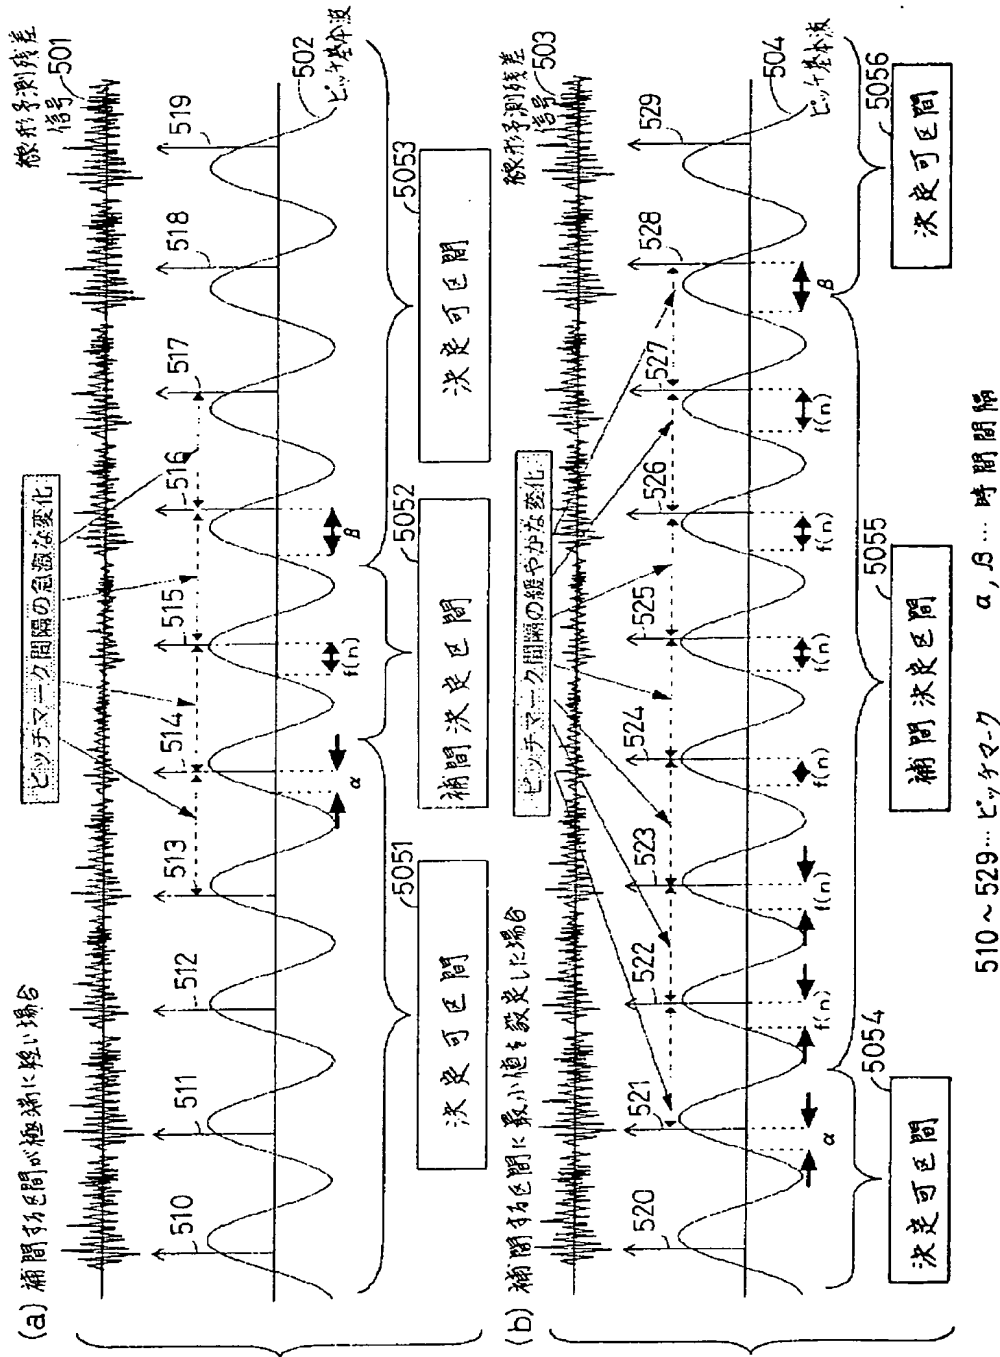 (a) 補間する区間が極端に短い場合
線形予測残差
信号 501
510
511
512
513
514
515
516
517
518
519
502
ピッチ基本波
ピッチマーク間隔の急激な変化
α
f(n)
β
5051
決定可区間
5052
補間決定区間
5053
決定可区間
(b) 補間する区間に最小値を設定した場合
線形予測残差
信号 503
520
521
522
523
524
525
526
527
528
529
504
ピッチ基本波
ピッチマーク間隔の緩やかな変化
α
f(n)
f(n)
f(n)
f(n)
f(n)
f(n)
β
5054
決定可区間
5055
補間決定区間
5056
決定可区間
510～529… ピッチマーク
α, β … 時間間隔